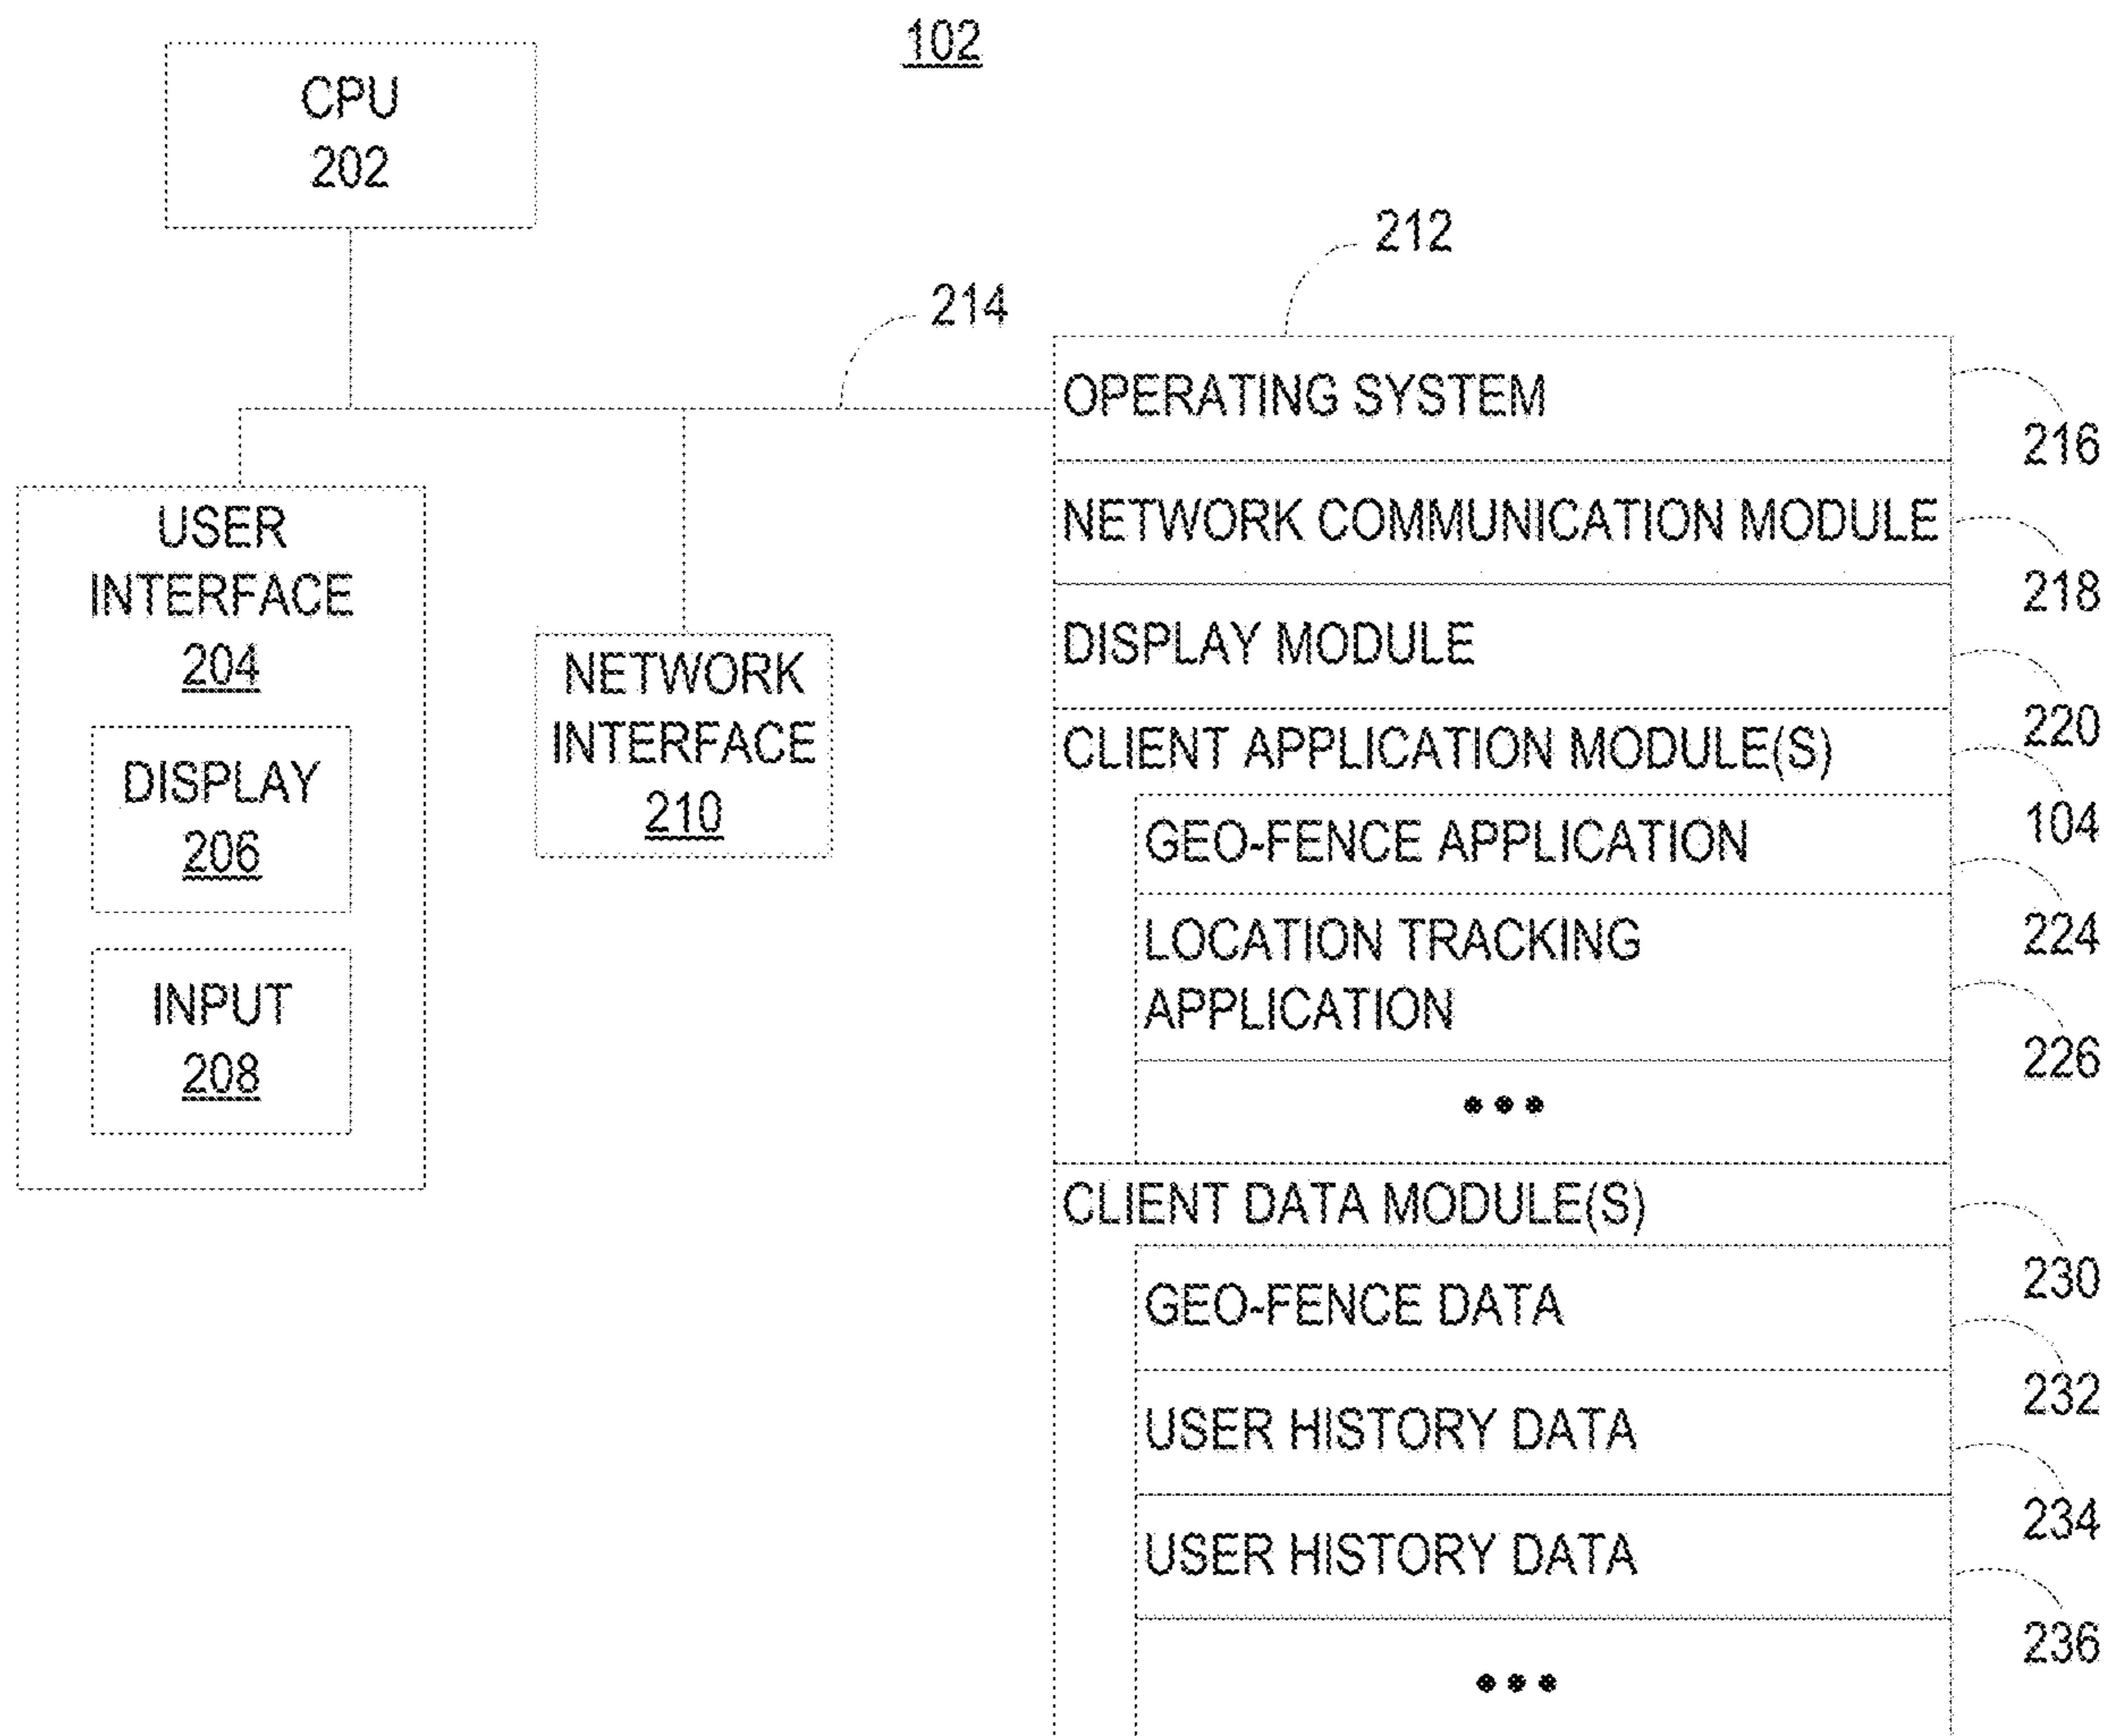 102
CPU
202
212
214
USER
INTERFACE
204
DISPLAY
206
INPUT
208
NETWORK
INTERFACE
210
OPERATING SYSTEM
216
NETWORK COMMUNICATION MODULE
218
DISPLAY MODULE
220
CLIENT APPLICATION MODULE(S)
104
GEO-FENCE APPLICATION
224
LOCATION TRACKING
APPLICATION
226
•••
CLIENT DATA MODULE(S)
230
GEO-FENCE DATA
232
USER HISTORY DATA
234
USER HISTORY DATA
236
•••